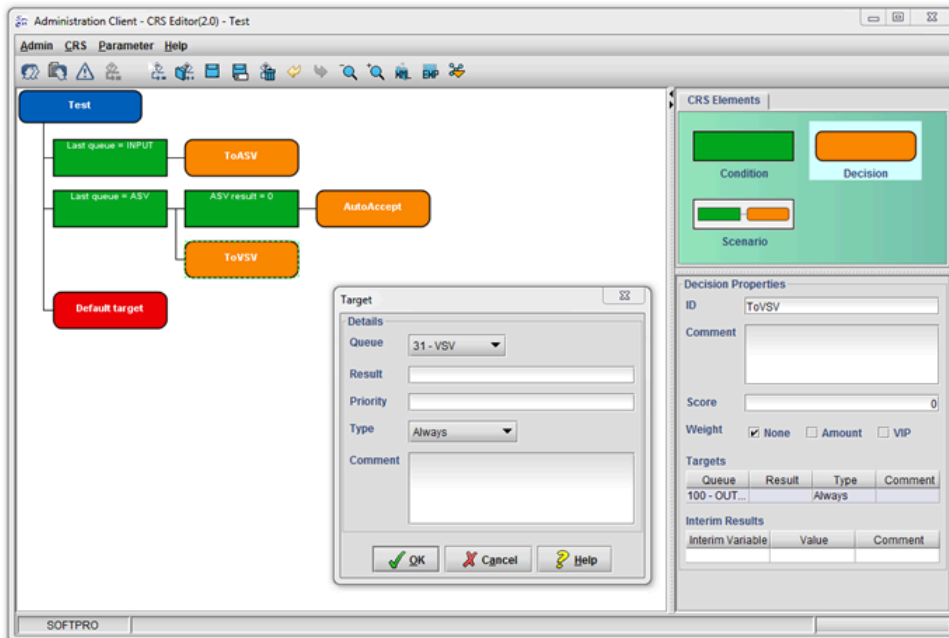 Administration Client - CRS Editor(2.0) - Test
Admin CRS Parameter Help
XML EMP
Test
Last queue = INPUT
ToASV
Last queue = ASV
ASV result = 0
AutoAccept
ToVSV
Default target
CRS Elements
Condition
Decision
Scenario
Target
Details
Queue
31 - VSV
Result
Priority
Type
Always
Comment
OK
Cancel
Help
Decision Properties
ID
ToVSV
Comment
Score
0
Weight
None
Amount
VIP
Targets
Queue Result Type Comment
100 - OUT... Always
Interim Results
Interim Variable Value Comment
SOFTPRO